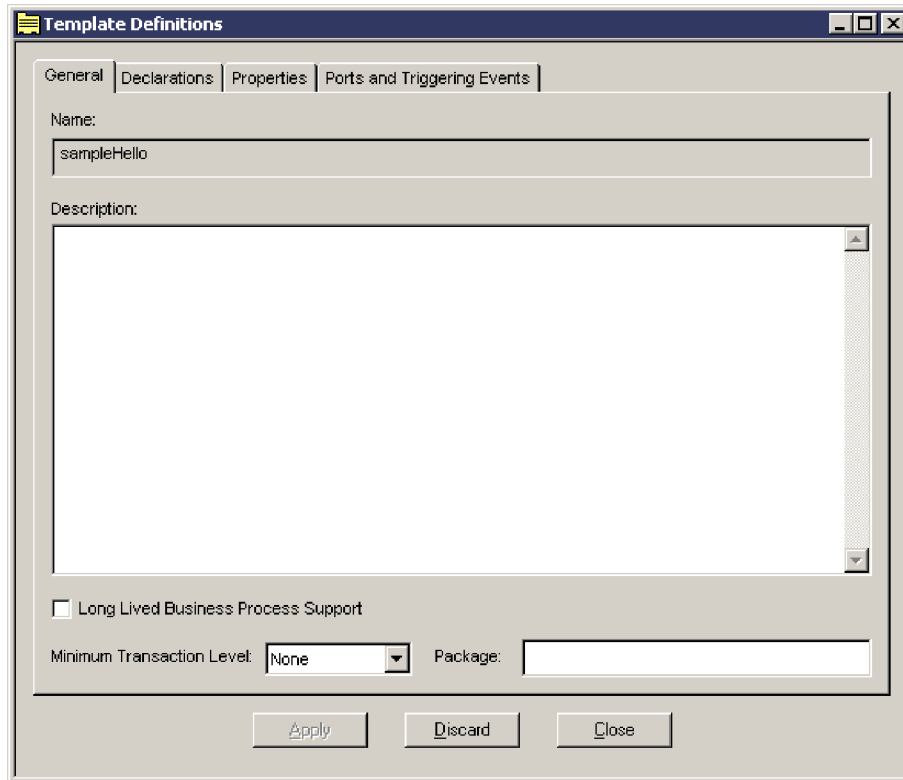 Template Definitions
General Declarations Properties Ports and Triggering Events
Name:
sampleHello
Description:
Long Lived Business Process Support
Minimum Transaction Level: None Package:
Apply Discard Close